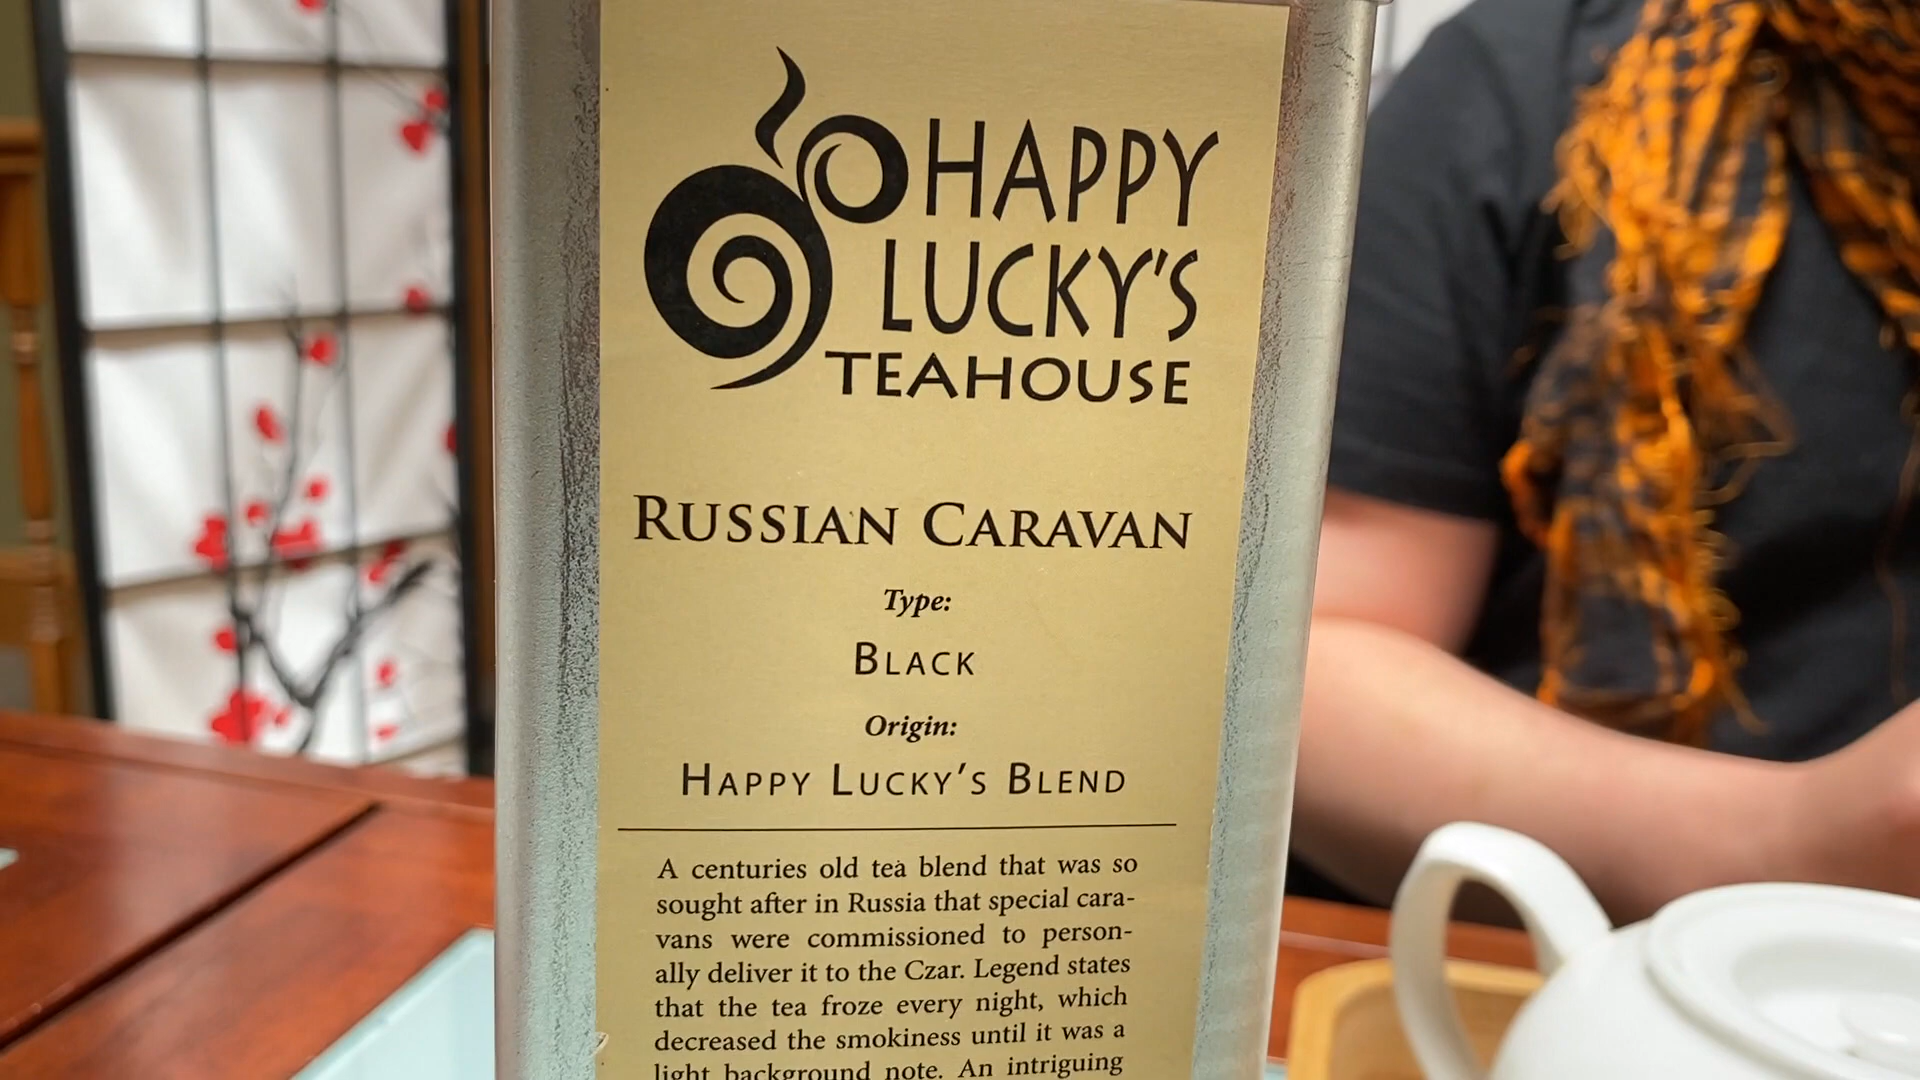 HAPPY
LUCKY'S
TEAHOUSE
RUSSIAN CARAVAN
Type:
BLACK
Origin:
HAPPY LUCKY'S BLEND
A centuries old tea blend that was so
sought after in Russia that special cara-
vans were commissioned to person-
ally deliver it to the Czar. Legend states
that the tea froze every night, which
decreased the smokiness until it was a
light background note. An intriguing